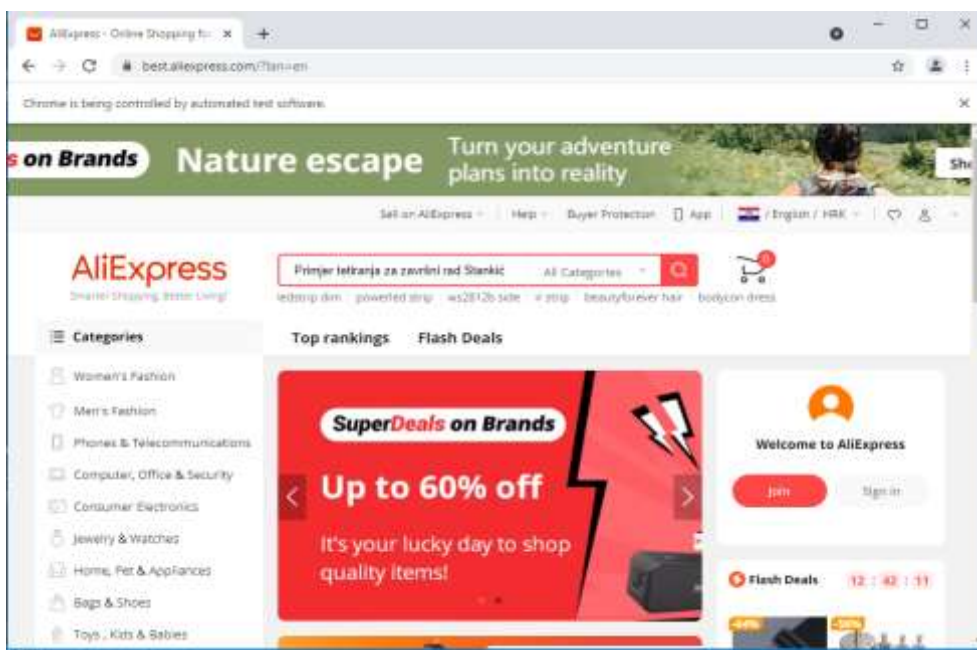 AliExpress - Online Shopping fo
best.aliexpress.com/?lan=en
Chrome is being controlled by automated test software.
s on Brands
Nature escape
Turn your adventure
plans into reality
Sell on AliExpress Help Buyer Protection App / English / HRK
AliExpress
Smarter Shopping, Better Living!
Primjer testiranja za završni rad Stankić All Categories
0
ledstrip dim powerled strip ws2812b side ir strip beautyforever hair bodycon dress
Categories
Top rankings Flash Deals
Women's Fashion
Men's Fashion
Phones & Telecommunications
Computer, Office & Security
Consumer Electronics
Jewelry & Watches
Home, Pet & Appliances
Bags & Shoes
Toys , Kids & Babies
SuperDeals on Brands
Up to 60% off
It's your lucky day to shop
quality items!
Welcome to AliExpress
Join Sign in
Flash Deals 12 : 42 : 11